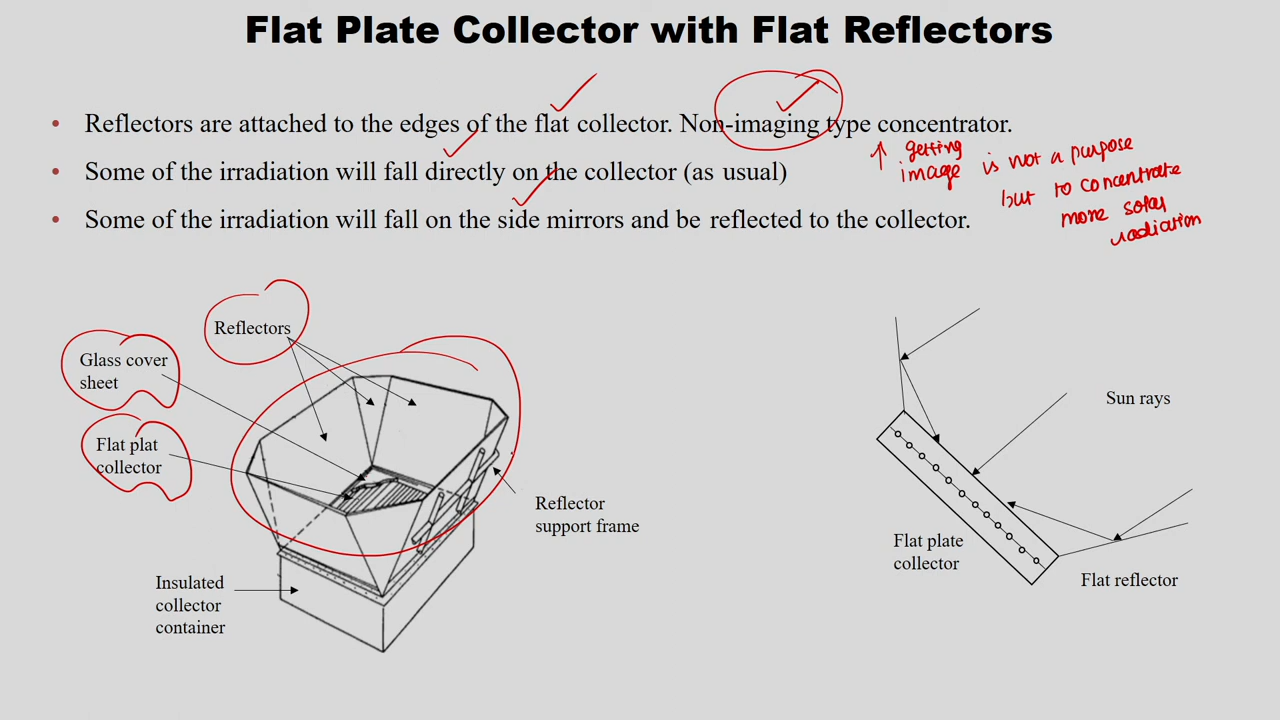 Flat Plate Collector with Flat Reflectors
• Reflectors are attached to the edges of the flat collector. Non-imaging type concentrator.
• Some of the irradiation will fall directly on the collector (as usual)
• Some of the irradiation will fall on the side mirrors and be reflected to the collector.
↑ getting
image is not a purpose
but to concentrate
more solar
radiation
Reflectors
Glass cover
sheet
Flat plat
collector
Reflector
support frame
Insulated
collector
container
Sun rays
Flat plate
collector
Flat reflector